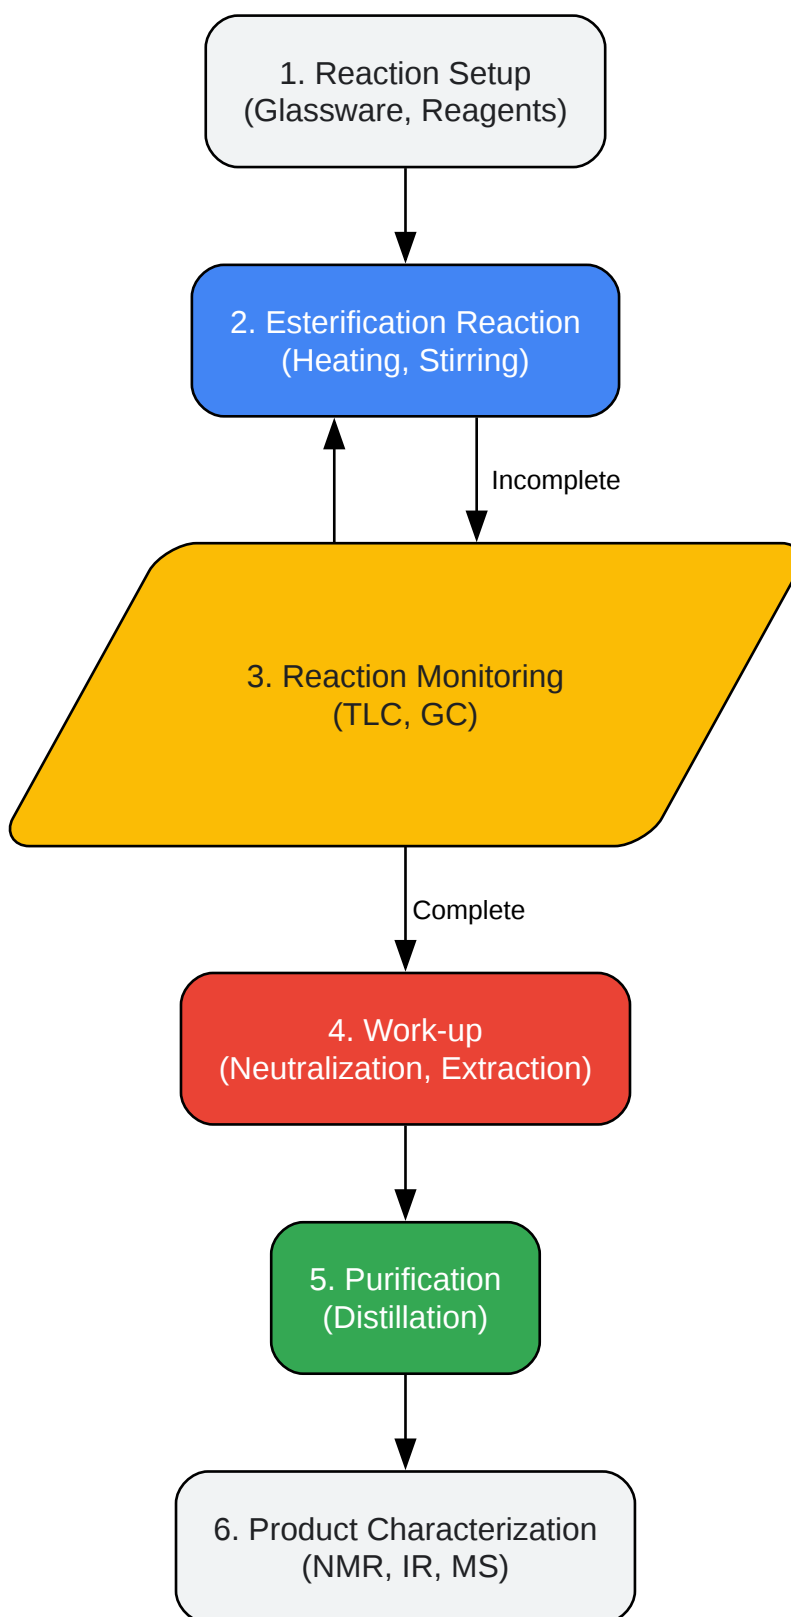 1. Reaction Setup
(Glassware, Reagents)
2. Esterification Reaction
(Heating, Stirring)
Incomplete
3. Reaction Monitoring
(TLC, GC)
Complete
4. Work-up
(Neutralization, Extraction)
5. Purification
(Distillation)
6. Product Characterization
(NMR, IR, MS)